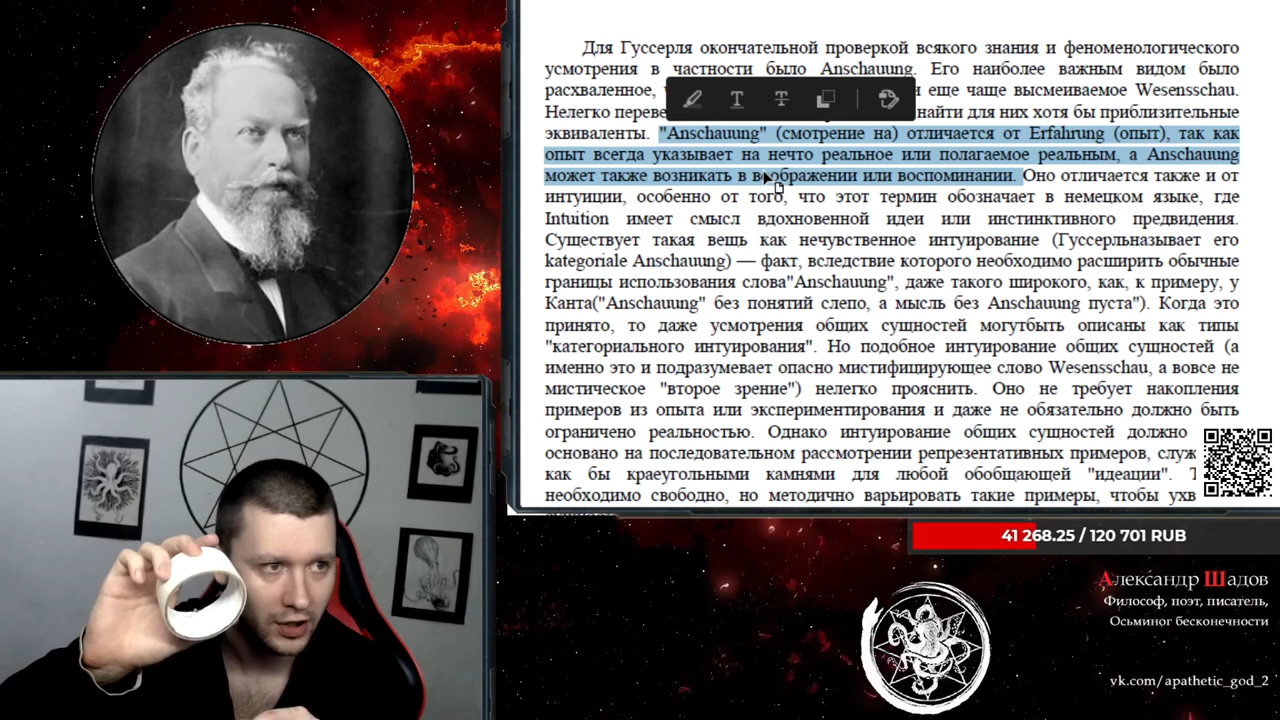 Для Гуссерля окончательной проверкой всякого знания и феноменологического
усмотрения в частности было Anschauung. Его наиболее важным видом было
расхваленное, еще чаще высмеиваемое Wesensschau.
Нелегко найти для них хотя бы приблизительные
эквиваленты. "Anschauung" (смотрение на) отличается от Erfahrung (опыт), так как
опыт всегда указывает на нечто реальное или полагаемое реальным, а Anschauung
может также возникать в воображении или воспоминании. Оно отличается также и от
интуиции, особенно от того, что этот термин обозначает в немецком языке, где
Intuition имеет смысл вдохновенной идеи или инстинктивного предвидения.
Существует такая вещь как нечувственное интуирование (Гуссерльназывает его
kategoriale Anschauung) — факт, вследствие которого необходимо расширить обычные
границы использования слова"Anschauung", даже такого широкого, как, к примеру, у
Канта("Anschauung" без понятий слепо, а мысль без Anschauung пуста"). Когда это
принято, то даже усмотрения общих сущностей могутбыть описаны как типы
"категориального интуирования". Но подобное интуирование общих сущностей (а
именно это и подразумевает опасно мистифицирующее слово Wesensschau, а вовсе не
мистическое "второе зрение") нелегко прояснить. Оно не требует накопления
примеров из опыта или экспериментирования и даже не обязательно должно быть
ограничено реальностью. Однако интуирование общих сущностей должно
основано на последовательном рассмотрении репрезентативных примеров,
как бы краеугольными камнями для любой обобщающей "идеации".
необходимо свободно, но методично варьировать такие примеры, чтобы
41 268.25 / 120 701 RUB
Александр Шадов
Философ, поэт, писатель,
Осьминог бесконечности
vk.com/apathetic_god_2